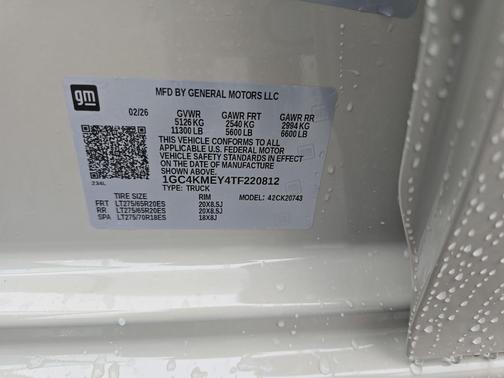 gm
MFD BY GENERAL MOTORS LLC
02/26 GVWR GAWR FRT GAWR RR
5126 KG 2540 KG 2994 KG
11300 LB 5600 LB 6600 LB
THIS VEHICLE CONFORMS TO ALL
APPLICABLE U.S. FEDERAL MOTOR
VEHICLE SAFETY STANDARDS IN EFFECT
ON THE DATE OF MANUFACTURE
SHOWN ABOVE.
1GC4KMEY4TF220812
TYPE: TRUCK
234L
TIRE SIZE RIM MODEL: 42CK20743
FRT LT275/65R20ES 20X8.5J
RR LT275/65R20ES 20X8.5J
SPA LT275/70R18ES 18X8J